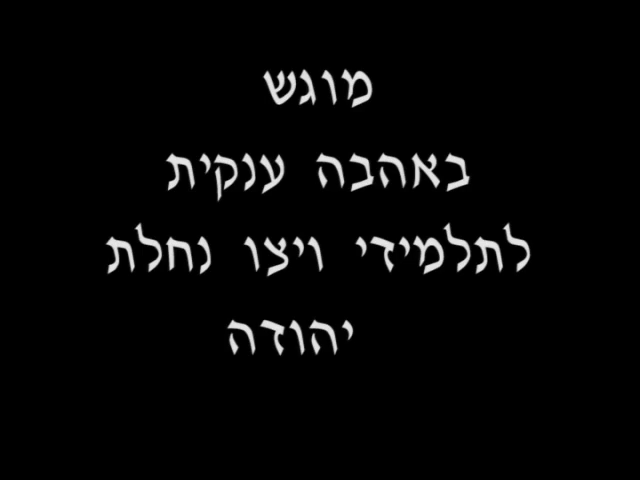 מוגש
באהבה ענקית
לתלמידי ויצו נחלת
יהודה